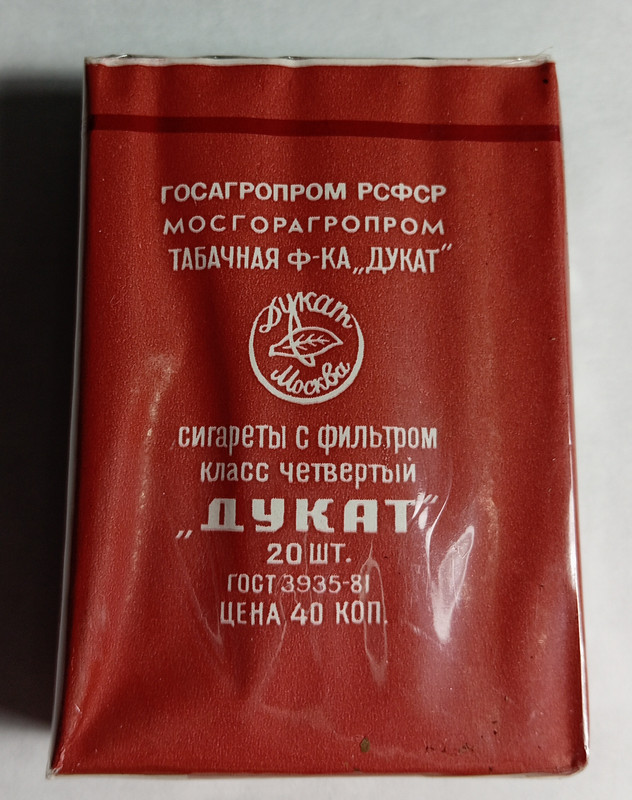 ГОСАГРОПРОМ РСФСР
МОСГОРАГРОПРОМ
ТАБАЧНАЯ Ф-КА „ДУКАТ"
Дукат
Москва
СИГАРЕТЫ С ФИЛЬТРОМ
КЛАСС ЧЕТВЕРТЫЙ
„ДУКАТ"
20 ШТ.
ГОСТ 3935-81
ЦЕНА 40 КОП.